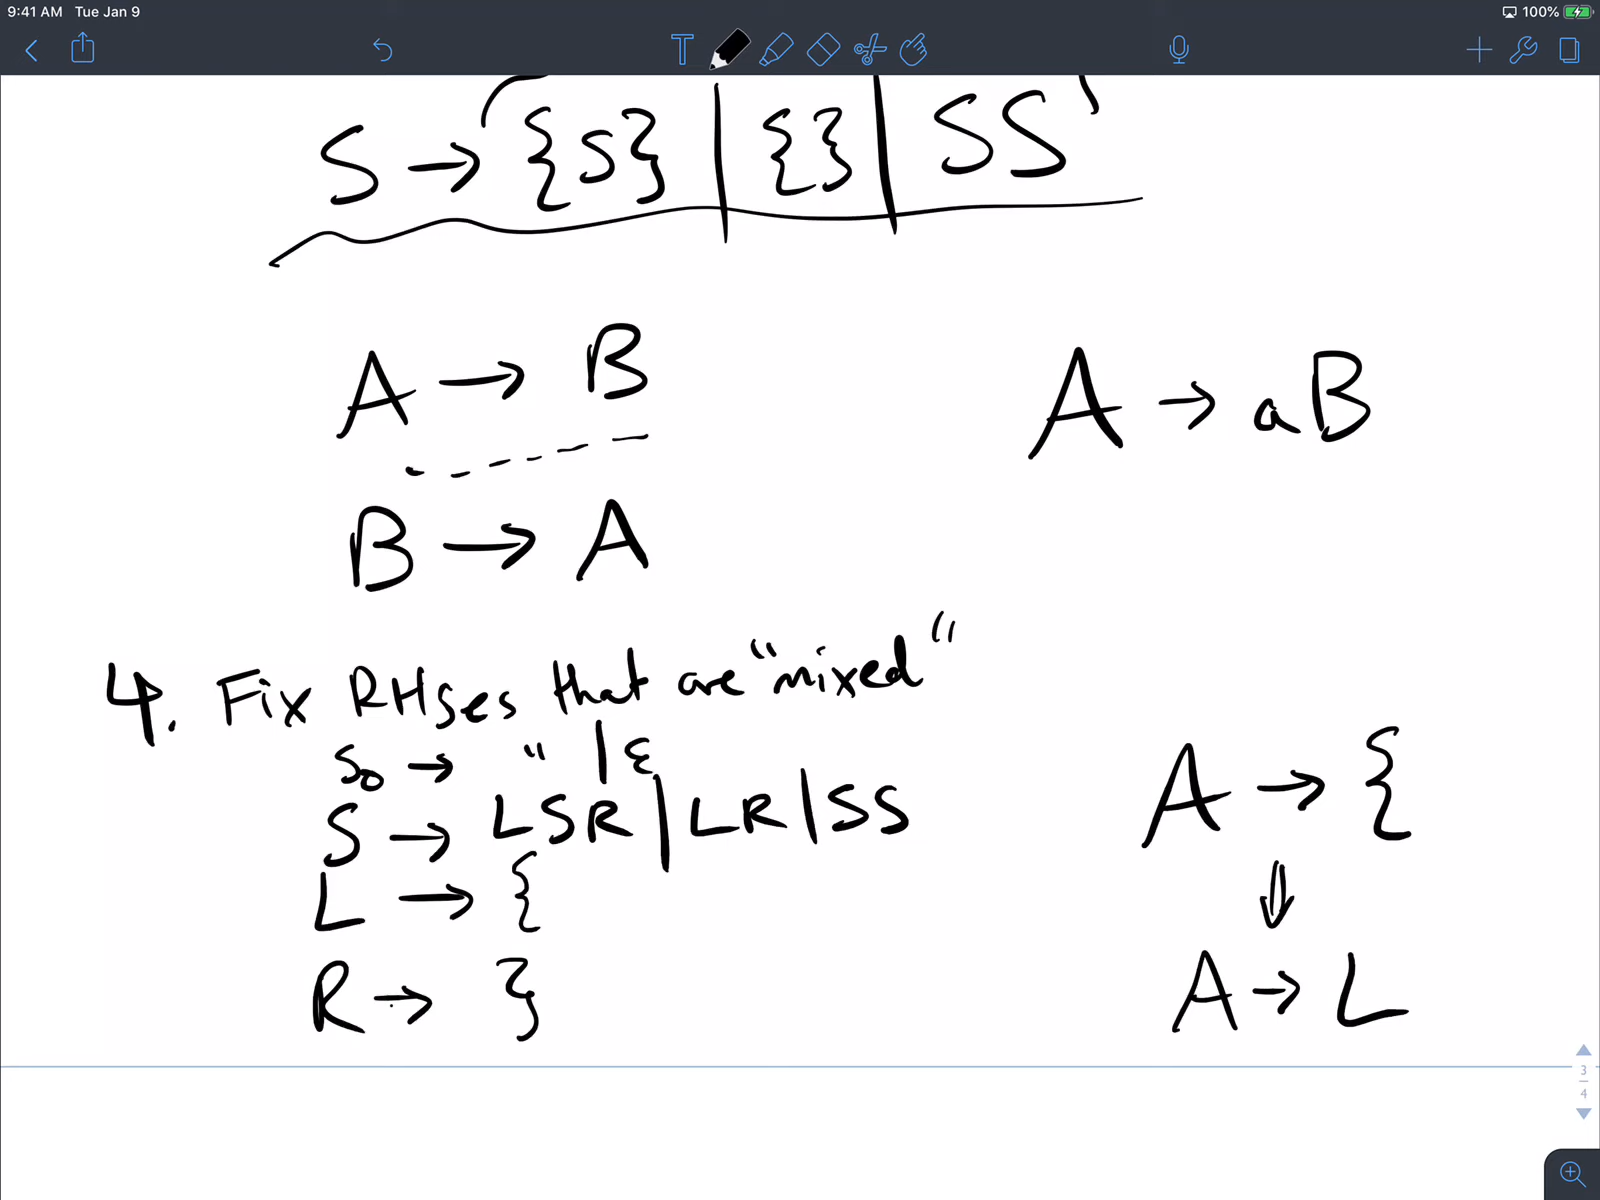 9:41 AM Tue Jan 9
100%
T
S → {S} | {} | SS
A → B
A → aB
B → A
4. Fix RHSes that are "mixed"
S₀ → " | ε
S → LSR | LR | SS
L → {
R → }
A → {
⇓
A → L
3
4